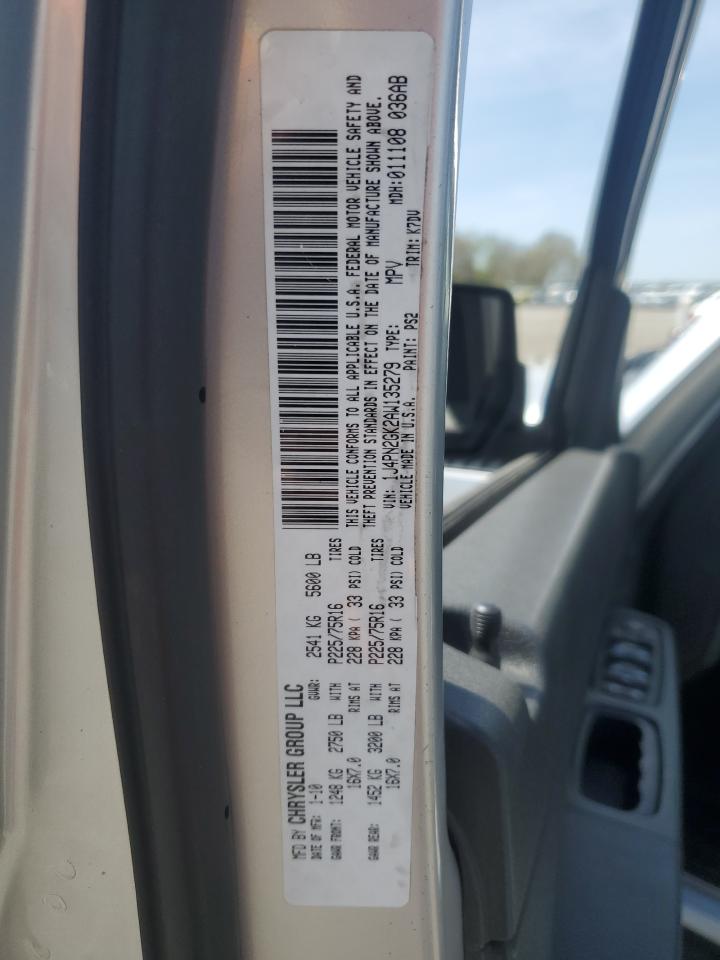 MFD BY CHRYSLER GROUP LLC
DATE OF MFR: 1-10 GVWR: 2541 KG 5600 LB
GAWR FRONT: 1248 KG 2750 LB WITH P225/75R16 TIRES
16X7.0 RIMS AT 228 KPA ( 33 PSI) COLD
GAWR REAR: 1452 KG 3200 LB WITH P225/75R16 TIRES
16X7.0 RIMS AT 228 KPA ( 33 PSI) COLD
THIS VEHICLE CONFORMS TO ALL APPLICABLE U.S.A. FEDERAL MOTOR VEHICLE SAFETY AND
THEFT PREVENTION STANDARDS IN EFFECT ON THE DATE OF MANUFACTURE SHOWN ABOVE.
VIN: 1J4PN2GK2AW135279 TYPE: MPV MDH:011108 036AB
VEHICLE MADE IN U.S.A. PAINT: PS2 TRIM: K7DV